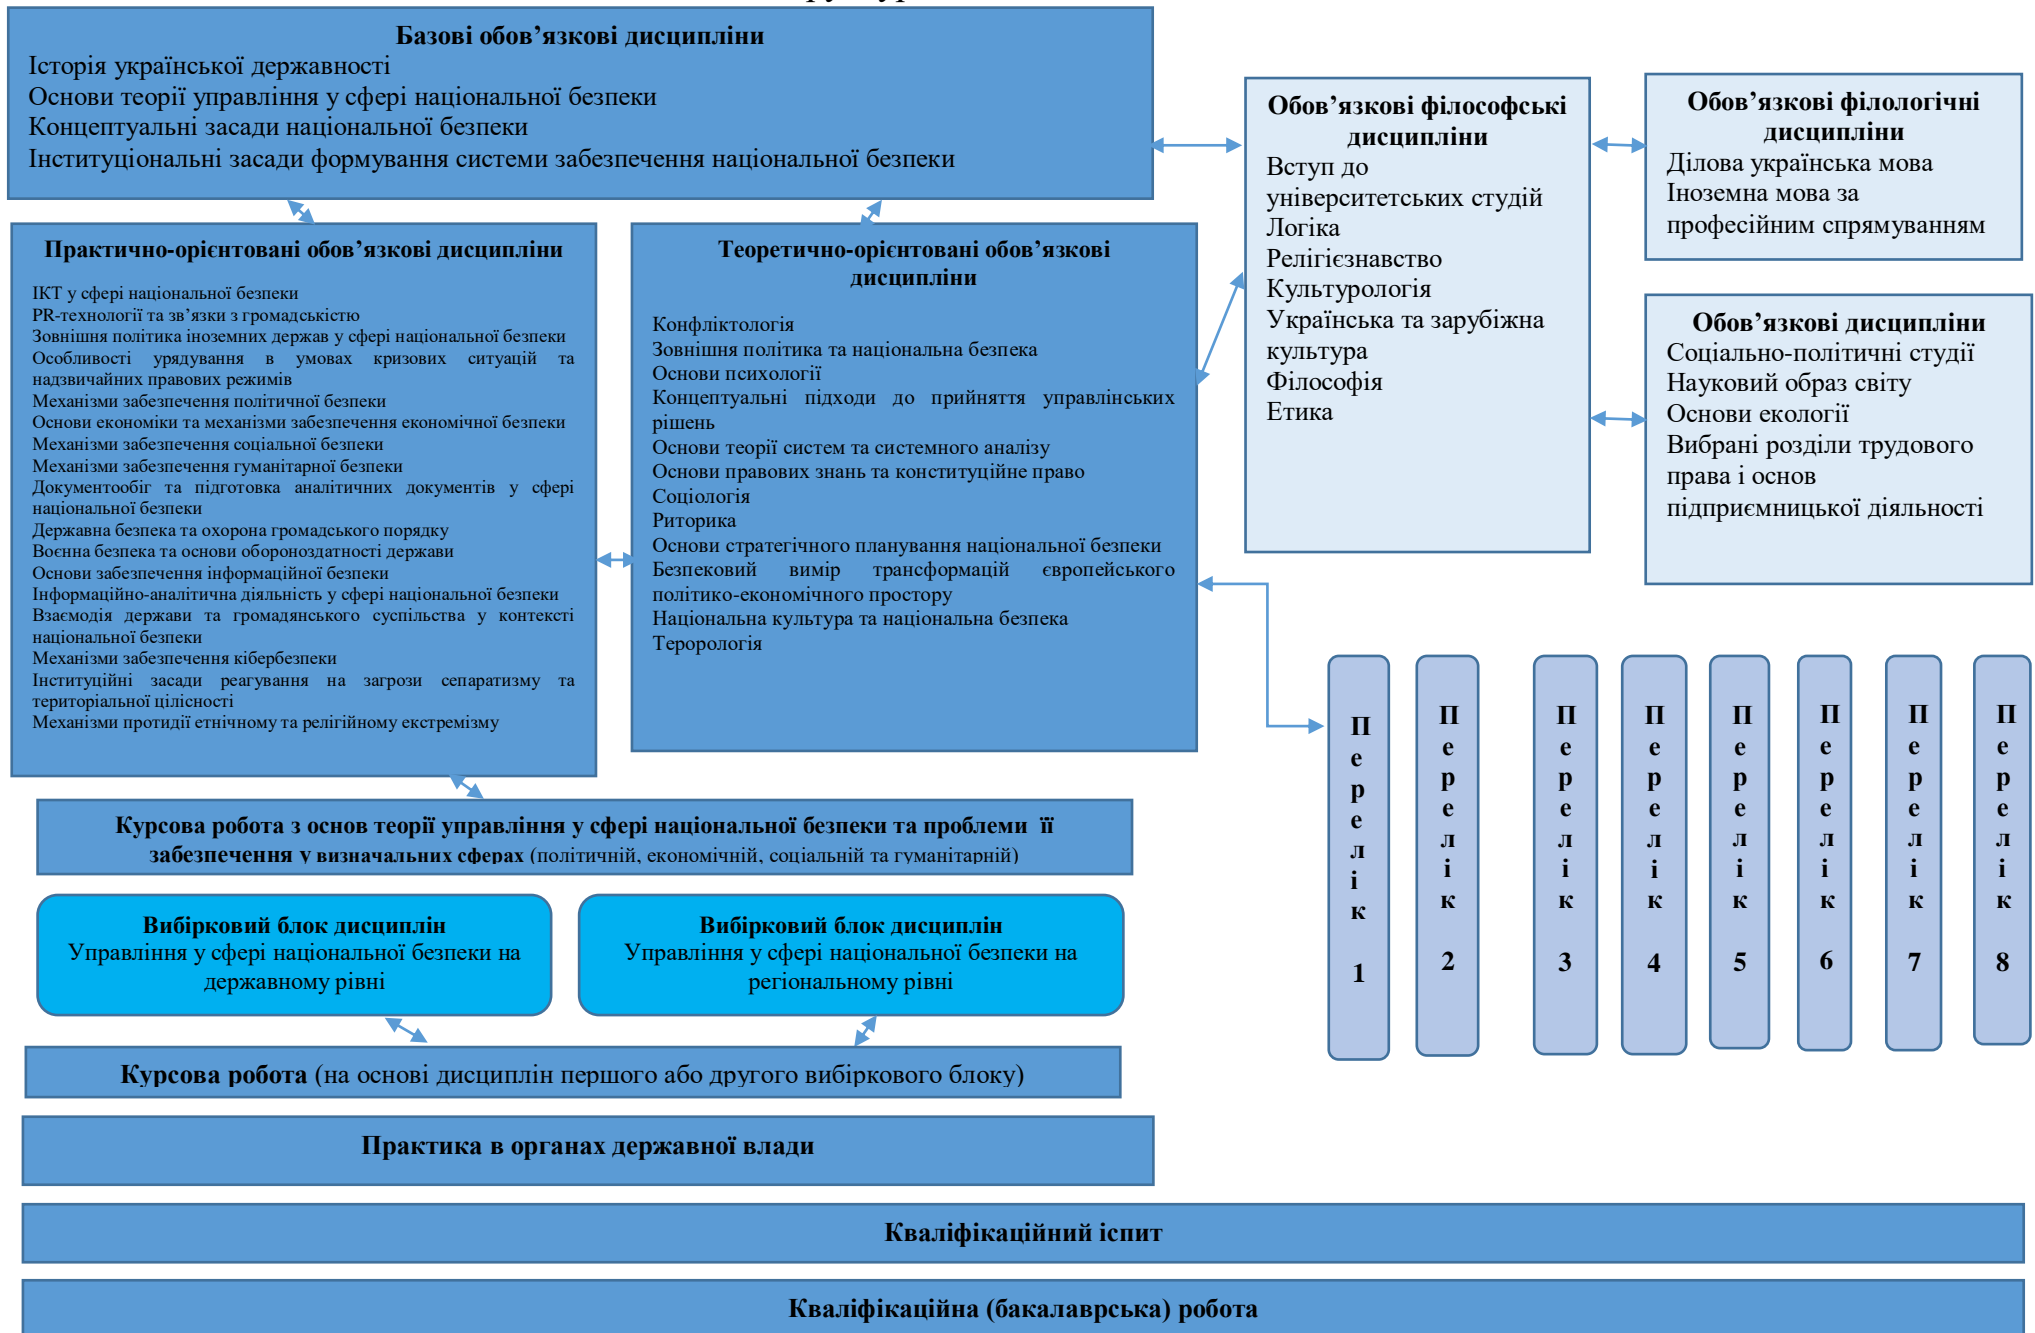 Базові обов’язкові дисципліни
Історія української державності
Основи теорії управління у сфері національної безпеки
Концептуальні засади національної безпеки
Інституціональні засади формування системи забезпечення національної безпеки
Обов’язкові філософські
дисципліни
Вступ до
університетських студій
Логіка
Релігієзнавство
Культурологія
Українська та зарубіжна
культура
Філософія
Етика
Обов’язкові філологічні
дисципліни
Ділова українська мова
Іноземна мова за
професійним спрямуванням
Обов’язкові дисципліни
Соціально-політичні студії
Науковий образ світу
Основи екології
Вибрані розділи трудового
права і основ
підприємницької діяльності
Практично-орієнтовані обов’язкові дисципліни
ІКТ у сфері національної безпеки
PR-технології та зв’язки з громадськістю
Зовнішня політика іноземних держав у сфері національної безпеки
Особливості урядування в умовах кризових ситуацій та
надзвичайних правових режимів
Механізми забезпечення політичної безпеки
Основи економіки та механізми забезпечення економічної безпеки
Механізми забезпечення соціальної безпеки
Механізми забезпечення гуманітарної безпеки
Документообіг та підготовка аналітичних документів у сфері
національної безпеки
Державна безпека та охорона громадського порядку
Воєнна безпека та основи обороноздатності держави
Основи забезпечення інформаційної безпеки
Інформаційно-аналітична діяльність у сфері національної безпеки
Взаємодія держави та громадянського суспільства у контексті
національної безпеки
Механізми забезпечення кібербезпеки
Інституційні засади реагування на загрози сепаратизму та
територіальної цілісності
Механізми протидії етнічному та релігійному екстремізму
Теоретично-орієнтовані обов’язкові
дисципліни
Конфліктологія
Зовнішня політика та національна безпека
Основи психології
Концептуальні підходи до прийняття управлінських
рішень
Основи теорії систем та системного аналізу
Основи правових знань та конституційне право
Соціологія
Риторика
Основи стратегічного планування національної безпеки
Безпековий вимір трансформацій європейського
політико-економічного простору
Національна культура та національна безпека
Терорологія
Перелік 1
Перелік 2
Перелік 3
Перелік 4
Перелік 5
Перелік 6
Перелік 7
Перелік 8
Курсова робота з основ теорії управління у сфері національної безпеки та проблеми її
забезпечення у визначальних сферах (політичній, економічній, соціальній та гуманітарній)
Вибірковий блок дисциплін
Управління у сфері національної безпеки на
державному рівні
Вибірковий блок дисциплін
Управління у сфері національної безпеки на
регіональному рівні
Курсова робота (на основі дисциплін першого або другого вибіркового блоку)
Практика в органах державної влади
Кваліфікаційний іспит
Кваліфікаційна (бакалаврська) робота